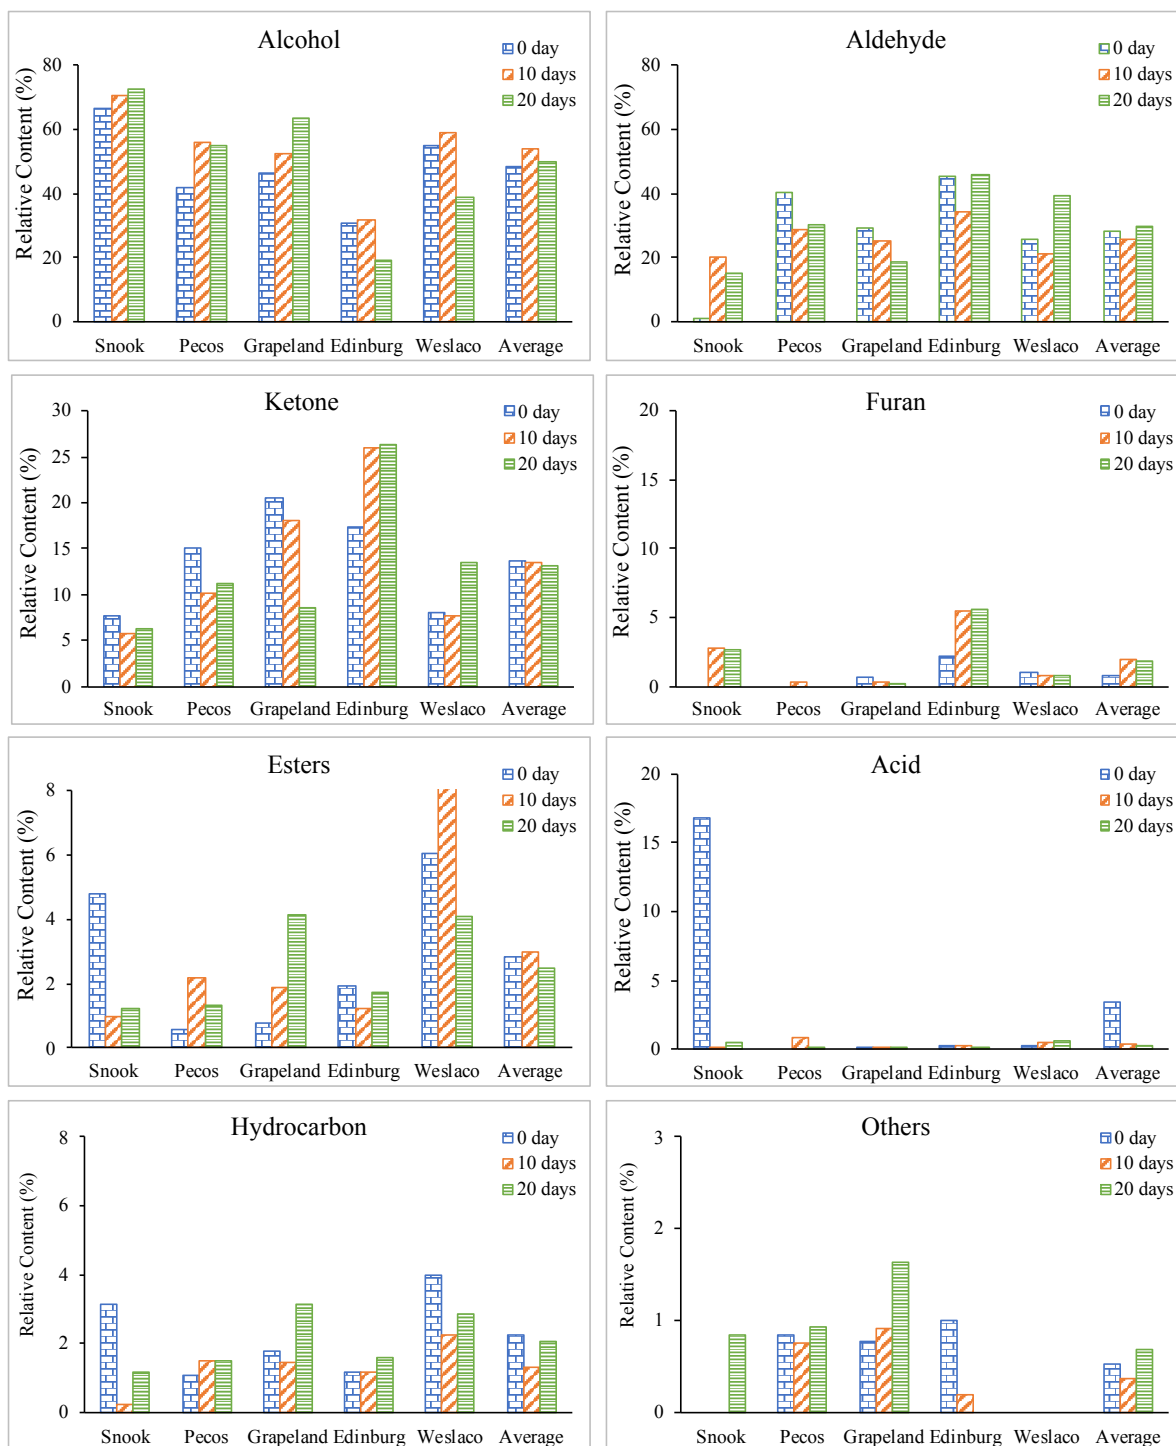 Alcohol
Relative Content (%)
0 day
10 days
20 days
80
60
40
20
0
Snook Pecos Grapeland Edinburg Weslaco Average
Aldehyde
Relative Content (%)
0 day
10 days
20 days
80
60
40
20
0
Snook Pecos Grapeland Edinburg Weslaco Average
Ketone
Relative Content (%)
0 day
10 days
20 days
30
25
20
15
10
5
0
Snook Pecos Grapeland Edinburg Weslaco Average
Furan
Relative Content (%)
0 day
10 days
20 days
20
15
10
5
0
Snook Pecos Grapeland Edinburg Weslaco Average
Esters
Relative Content (%)
0 day
10 days
20 days
8
6
4
2
0
Snook Pecos Grapeland Edinburg Weslaco Average
Acid
Relative Content (%)
0 day
10 days
20 days
20
15
10
5
0
Snook Pecos Grapeland Edinburg Weslaco Average
Hydrocarbon
Relative Content (%)
0 day
10 days
20 days
8
6
4
2
0
Snook Pecos Grapeland Edinburg Weslaco Average
Others
Relative Content (%)
0 day
10 days
20 days
3
2
1
0
Snook Pecos Grapeland Edinburg Weslaco Average